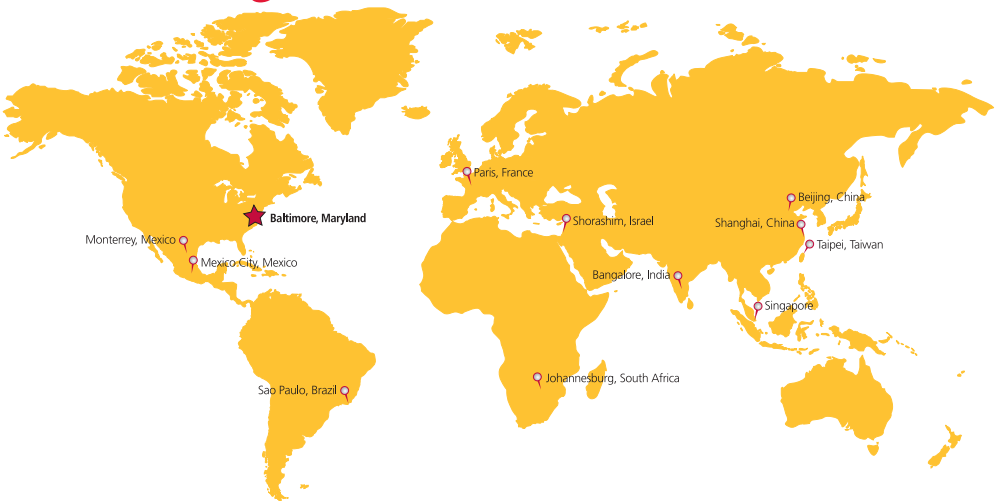 Paris, France
Beijing, China
Baltimore, Maryland
Shorashim, Israel
Shanghai, China
Monterrey, Mexico
Taipei, Taiwan
Mexico City, Mexico
Bangalore, India
Singapore
Johannesburg, South Africa
Sao Paulo, Brazil